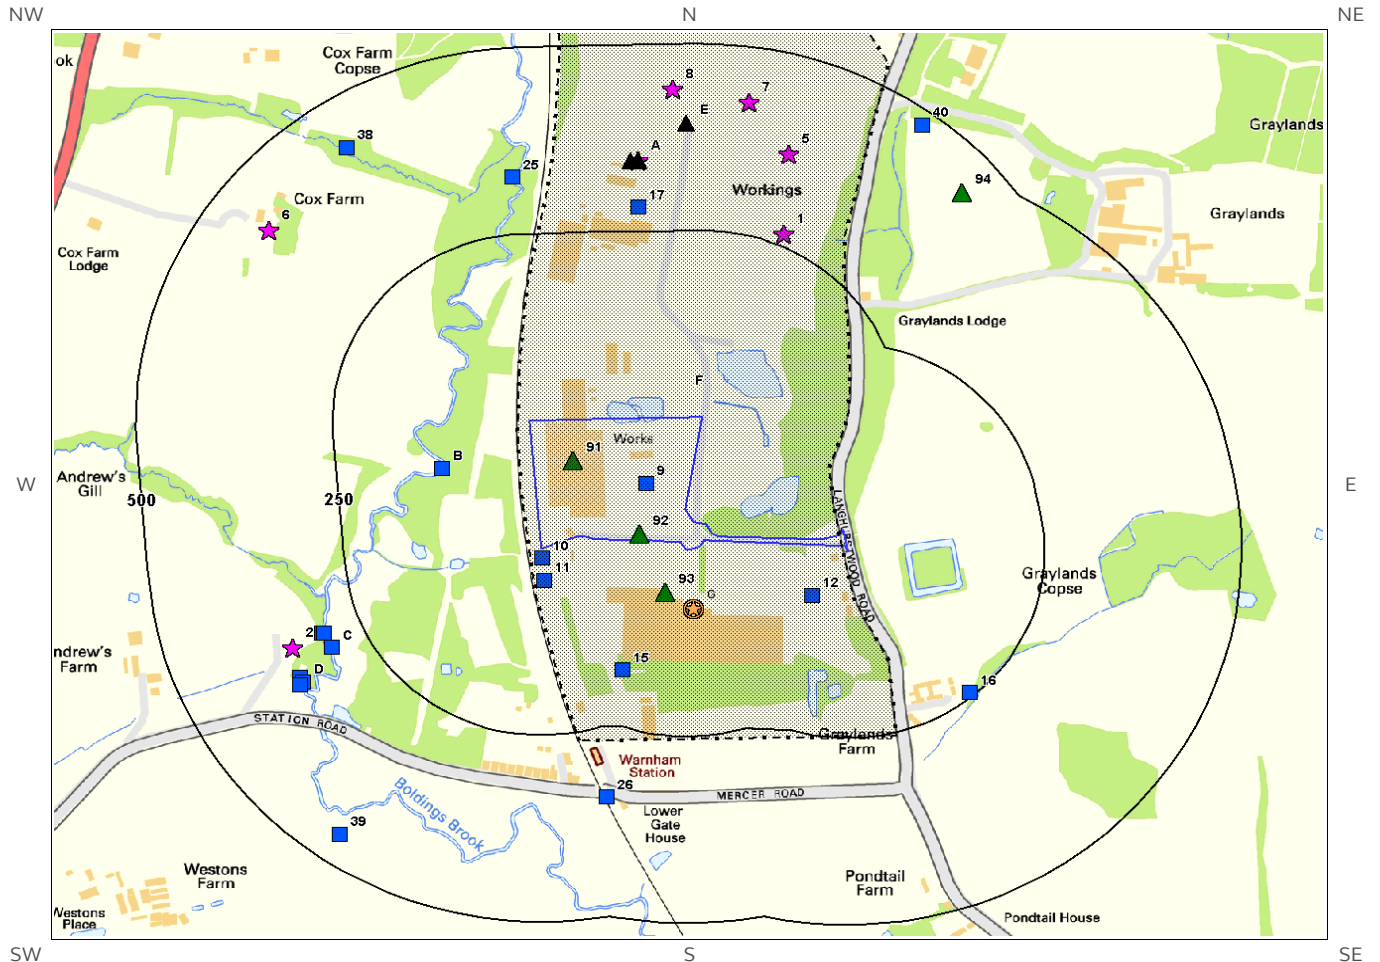 NW
N
NE
ok
Cox Farm
Copse
8
7
E
40
Graylands
38
A
5
25
94
Workings
17
Cox Farm
6
Graylands
1
Cox Farm
Lodge
Graylands Lodge
F
Works
91
B
9
W
E
Andrew's
Gill
500
250
92
LANGHURSTWOOD ROAD
10
11
Graylands
Copse
93
G
12
2
C
ndrew's
Farm
15
D
16
STATION ROAD
Graylands
Farm
Warnham
Station
26
MERCER ROAD
Boldings Brook
Lower
Gate
House
39
Westons
Farm
Pondtail
Farm
Westons
Place
Pondtail House
SW
S
SE